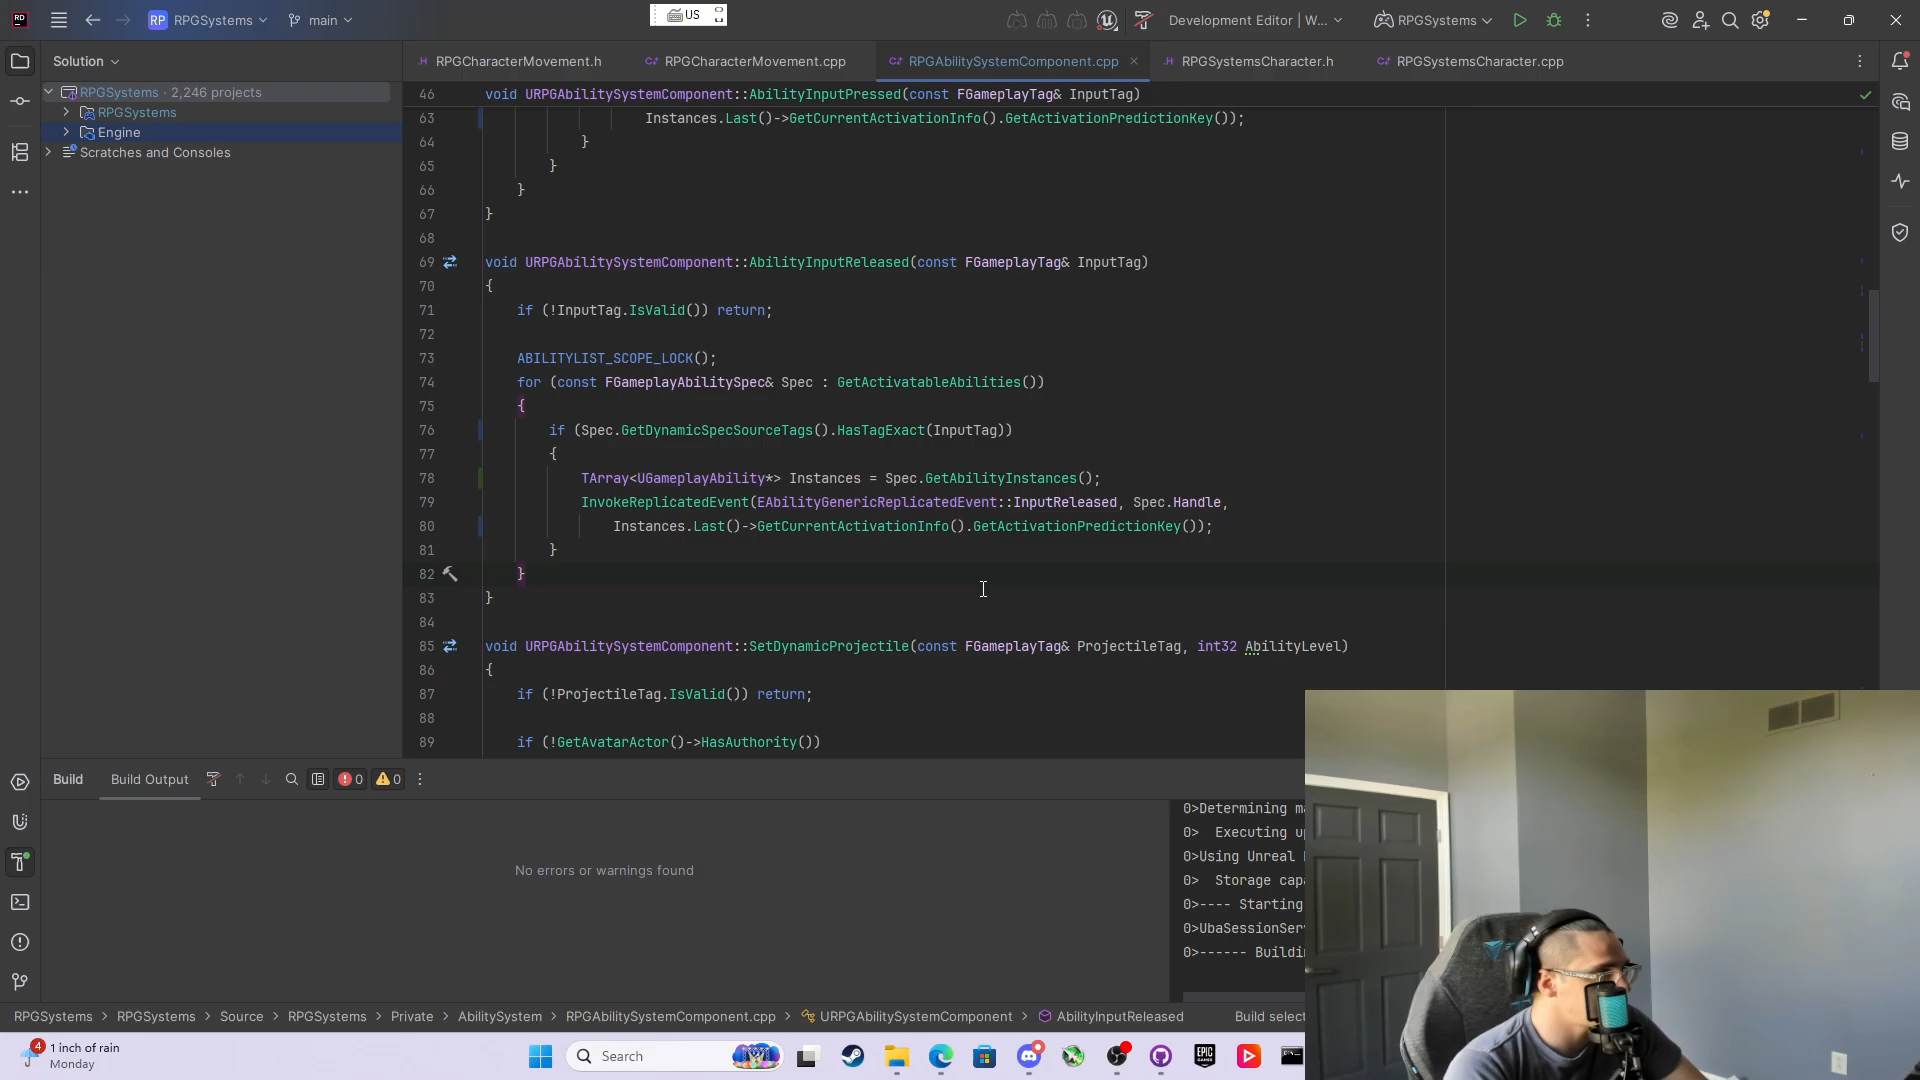 RD
RP RPGSystems
main
US
Development Editor | W...
RPGSystems
Solution
RPGCharacterMovement.h
RPGCharacterMovement.cpp
RPGAbilitySystemComponent.cpp
RPGSystemsCharacter.h
RPGSystemsCharacter.cpp
RPGSystems · 2,246 projects
RPGSystems
Engine
Scratches and Consoles
46 void URPGAbilitySystemComponent::AbilityInputPressed(const FGameplayTag& InputTag)
63 Instances.Last()->GetCurrentActivationInfo().GetActivationPredictionKey());
64 }
65 }
66 }
67 }
68
69 void URPGAbilitySystemComponent::AbilityInputReleased(const FGameplayTag& InputTag)
70 {
71 if (!InputTag.IsValid()) return;
72
73 ABILITYLIST_SCOPE_LOCK();
74 for (const FGameplayAbilitySpec& Spec : GetActivatableAbilities())
75 {
76 if (Spec.GetDynamicSpecSourceTags().HasTagExact(InputTag))
77 {
78 TArray<UGameplayAbility*> Instances = Spec.GetAbilityInstances();
79 InvokeReplicatedEvent(EAbilityGenericReplicatedEvent::InputReleased, Spec.Handle,
80 Instances.Last()->GetCurrentActivationInfo().GetActivationPredictionKey());
81 }
82 }
83 }
84
85 void URPGAbilitySystemComponent::SetDynamicProjectile(const FGameplayTag& ProjectileTag, int32 AbilityLevel)
86 {
87 if (!ProjectileTag.IsValid()) return;
88
89 if (!GetAvatarActor()->HasAuthority())
Build
Build Output
0
0
No errors or warnings found
0>Determining m
0> Executing up
0>Using Unreal
0> Storage capa
0>---- Starting
0>UbaSessionSer
0>------ Buildi
RPGSystems > RPGSystems > Source > RPGSystems > Private > AbilitySystem > RPGAbilitySystemComponent.cpp > URPGAbilitySystemComponent > AbilityInputReleased
Build selec
4
1 inch of rain
Monday
Search
EPIC
GAMES